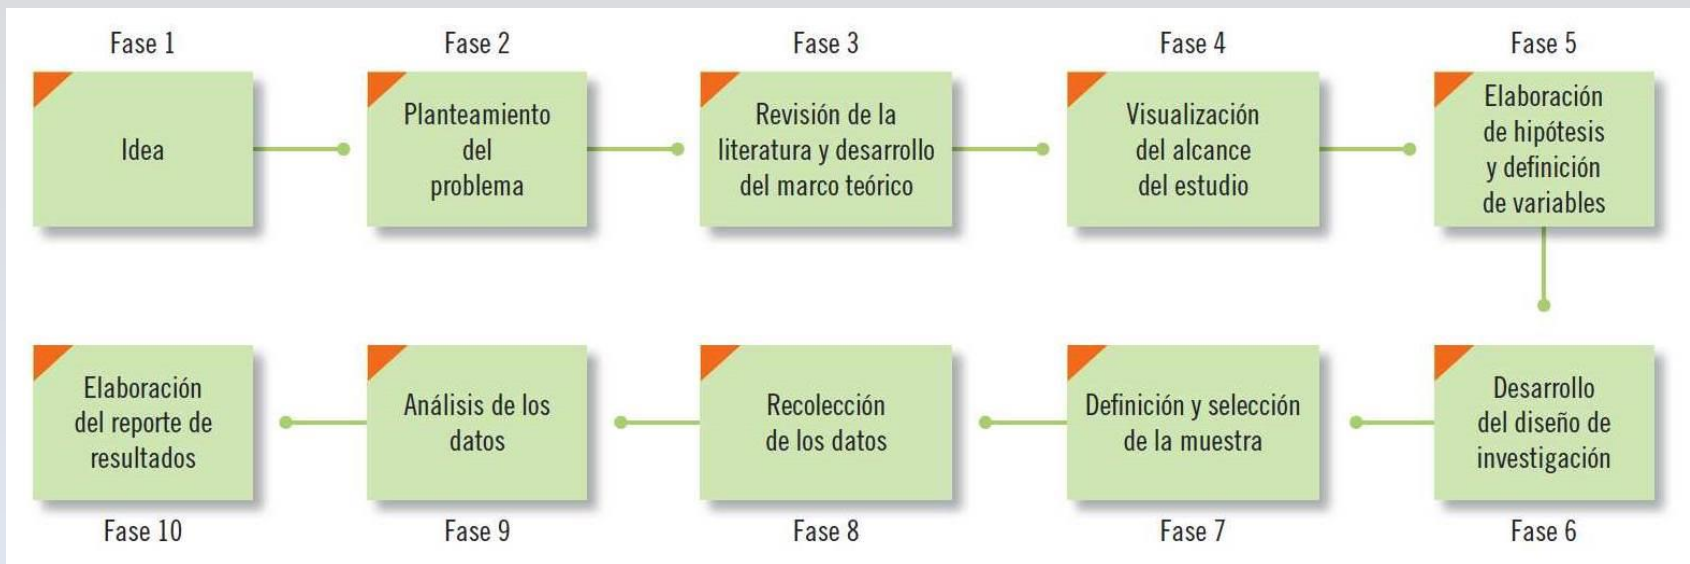 Fase 1
Idea
Fase 2
Planteamiento
del
problema
Fase 3
Revisión de la
literatura y desarrollo
del marco teórico
Fase 4
Visualización
del alcance
del estudio
Fase 5
Elaboración
de hipótesis
y definición
de variables
Desarrollo
del diseño de
investigación
Fase 6
Definición y selección
de la muestra
Fase 7
Recolección
de los datos
Fase 8
Análisis de los
datos
Fase 9
Elaboración
del reporte de
resultados
Fase 10